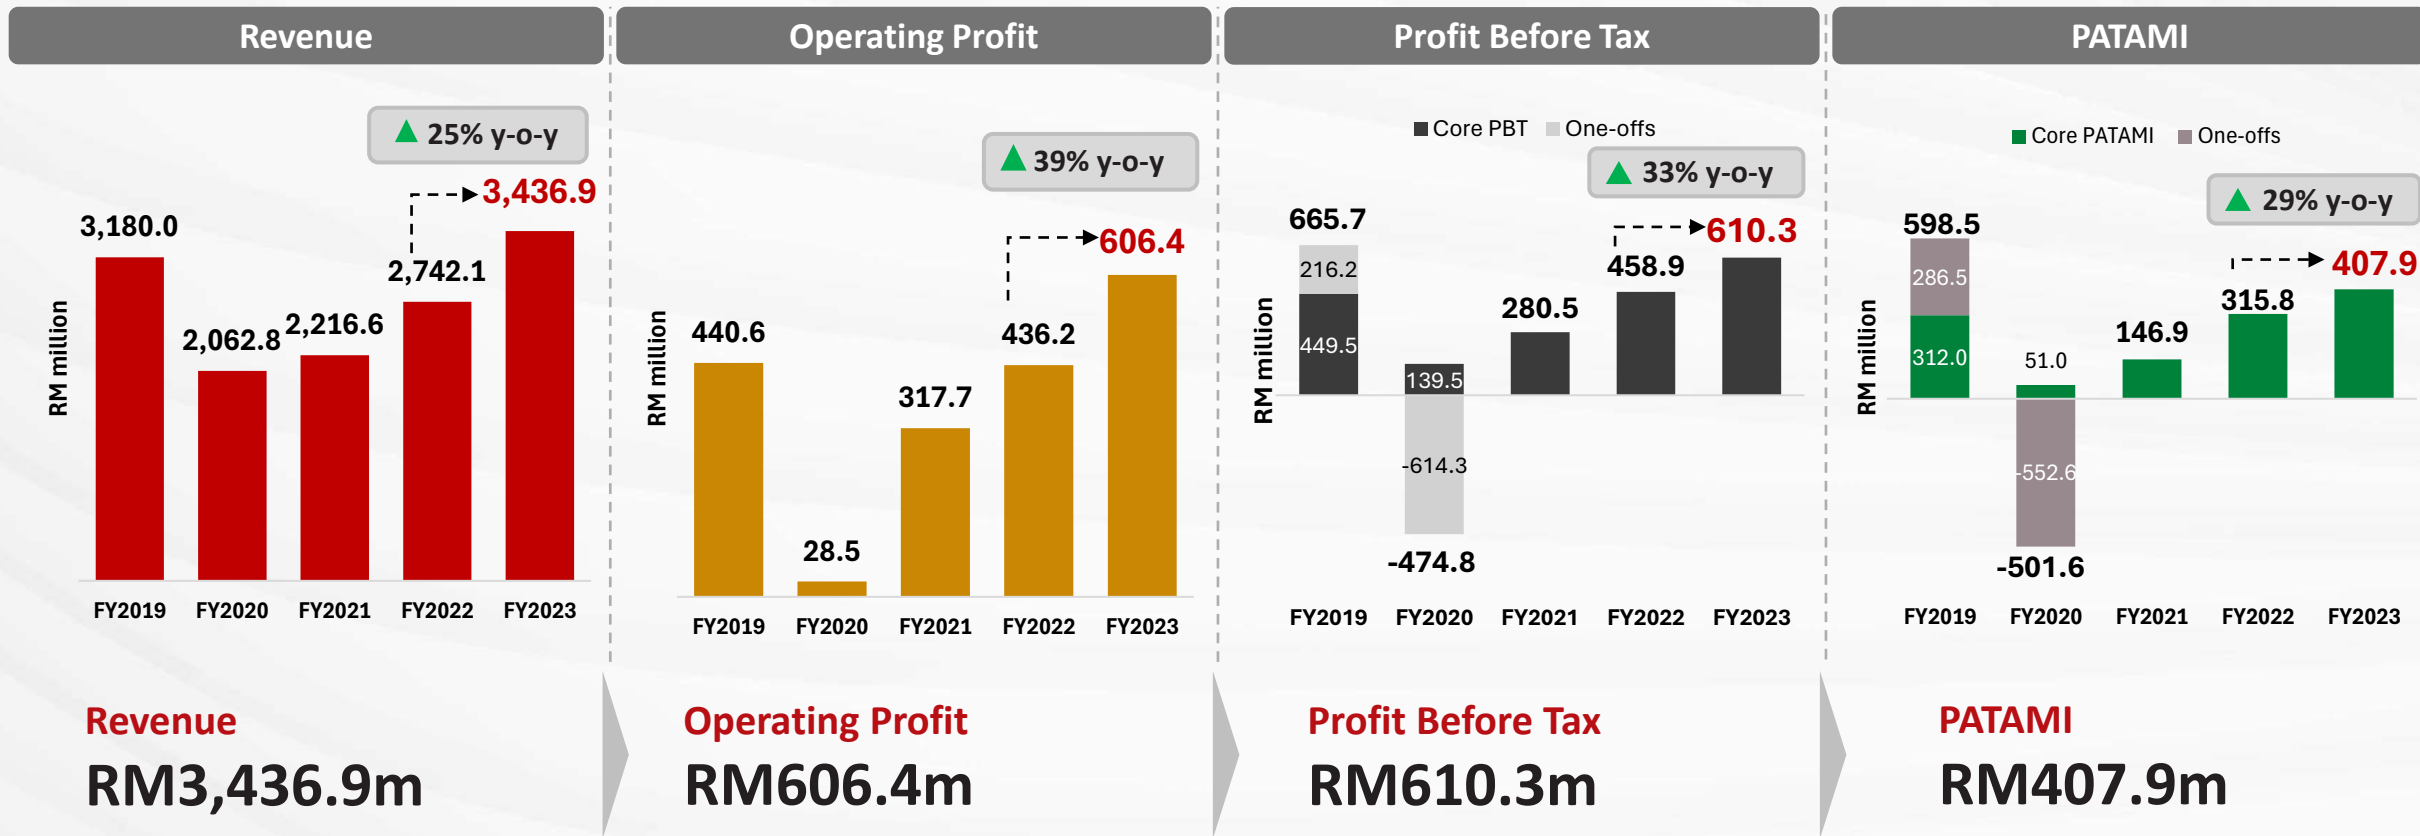 Revenue
25% y-o-y
3,436.9
3,180.0
2,742.1
2,062.8
2,216.6
RM million
FY2019 FY2020 FY2021 FY2022 FY2023
Revenue
RM3,436.9m
Operating Profit
39% y-o-y
606.4
440.6
436.2
317.7
28.5
RM million
FY2019 FY2020 FY2021 FY2022 FY2023
Operating Profit
RM606.4m
Profit Before Tax
Core PBT One-offs
33% y-o-y
665.7
610.3
216.2
458.9
280.5
449.5
139.5
-614.3
-474.8
RM million
FY2019 FY2020 FY2021 FY2022 FY2023
Profit Before Tax
RM610.3m
PATAMI
Core PATAMI One-offs
29% y-o-y
598.5
407.9
286.5
315.8
146.9
312.0
51.0
-552.6
-501.6
RM million
FY2019 FY2020 FY2021 FY2022 FY2023
PATAMI
RM407.9m